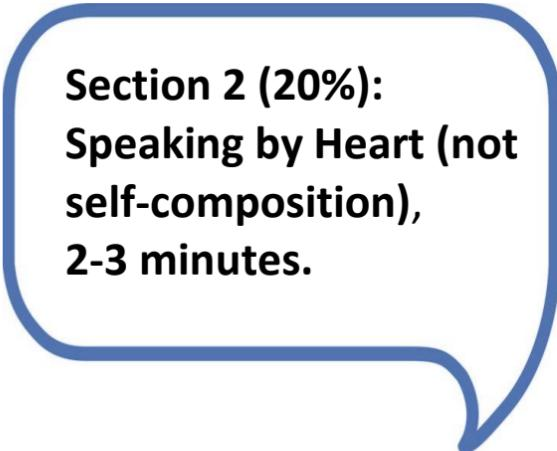 Section 2 (20%):
Speaking by Heart (not
self-composition),
2-3 minutes.